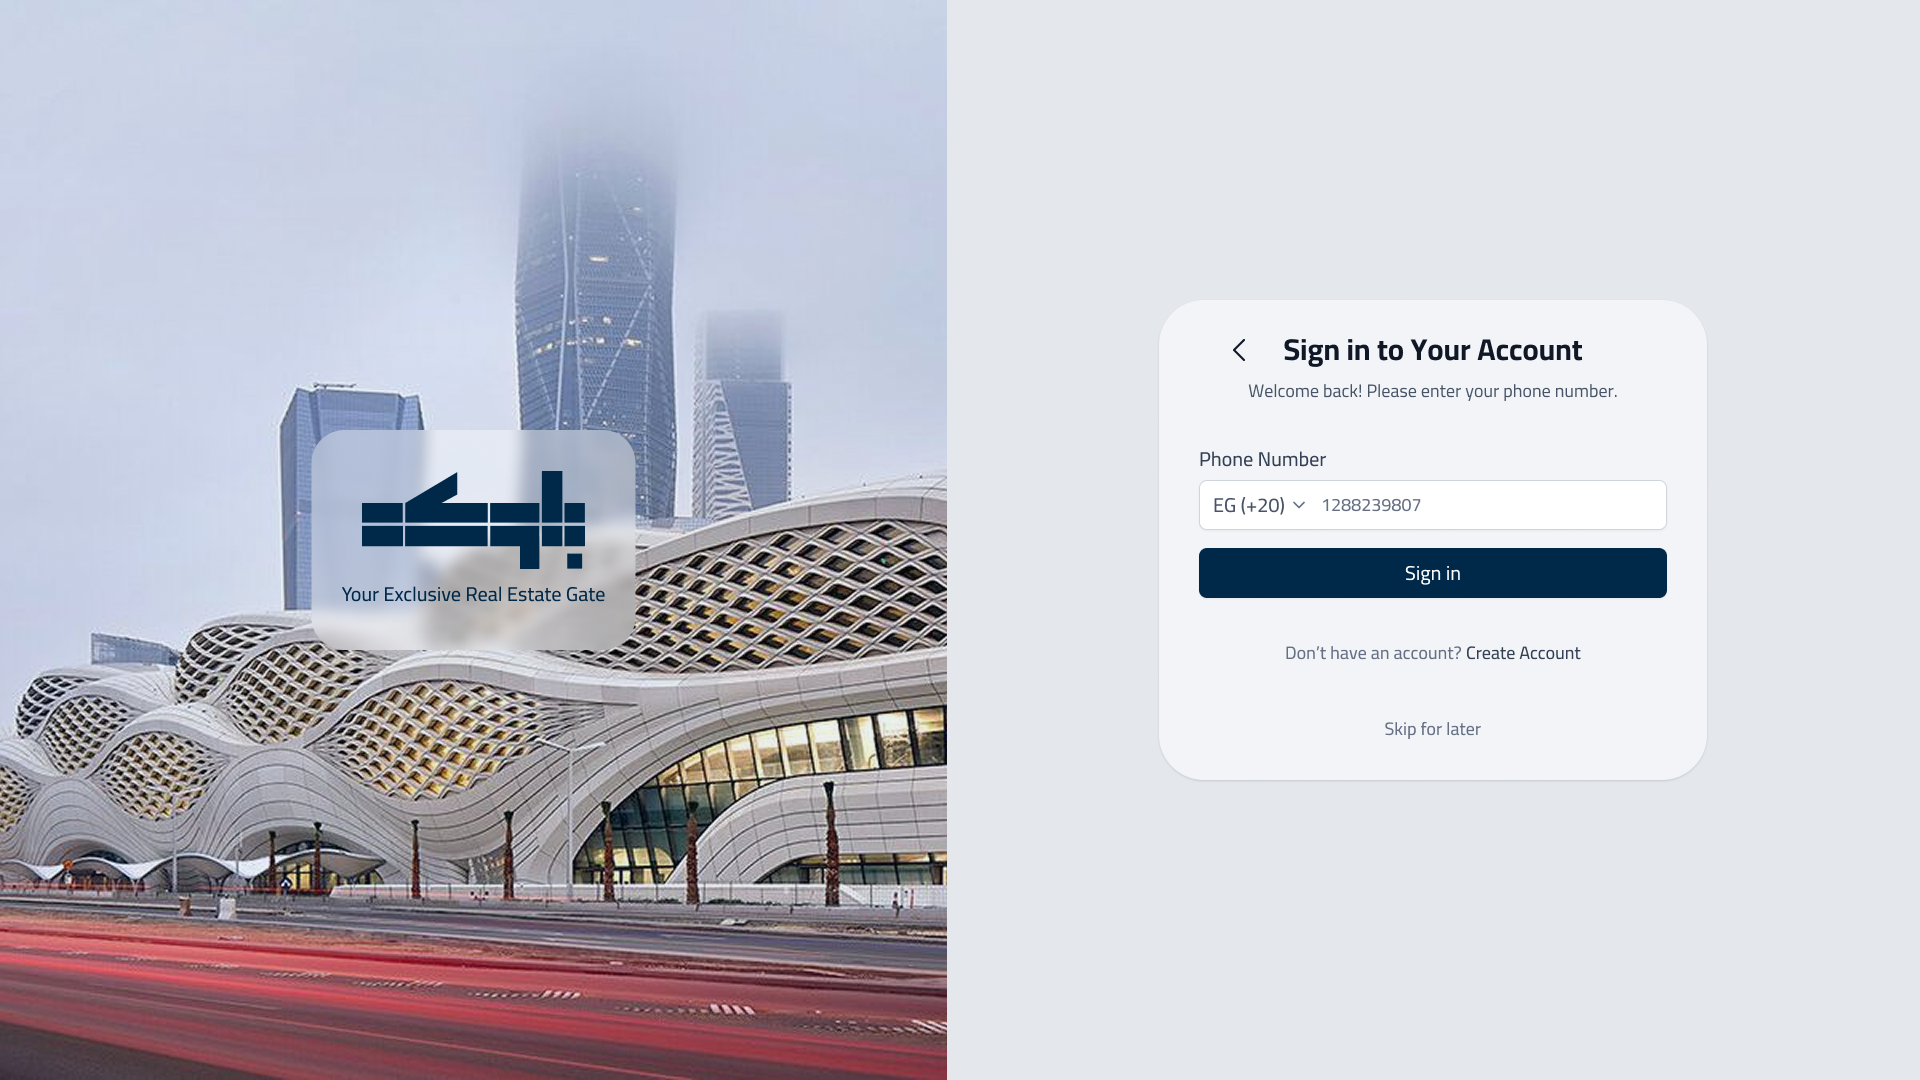 Your Exclusive Real Estate Gate
Sign in to Your Account
Welcome back! Please enter your phone number.
Phone Number
EG (+20) 1288239807
Sign in
Don't have an account? Create Account
Skip for later